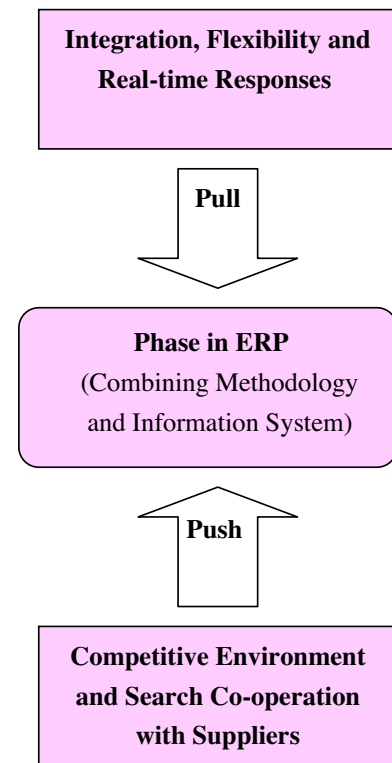 Integration, Flexibility and
Real-time Responses
Pull
Phase in ERP
(Combining Methodology
and Information System)
Push
Competitive Environment
and Search Co-operation
with Suppliers